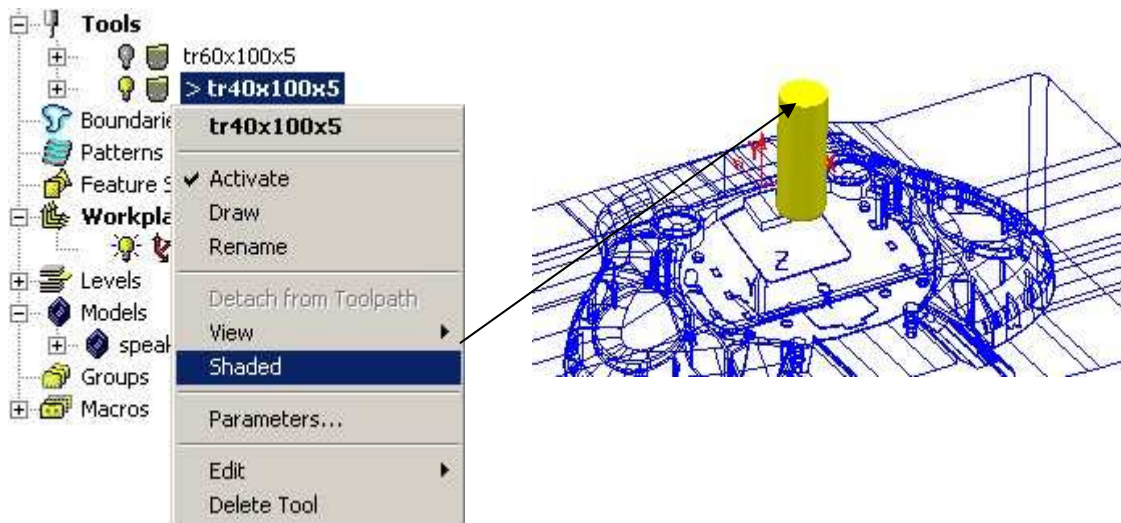 Tools
tr60x100x5
> tr40x100x5
Boundarie
tr40x100x5
Patterns
Activate
Feature S
Draw
Workpla
Rename
Levels
Detach from Toolpath
Models
View
speak
Shaded
Groups
Macros
Parameters...
Edit
Delete Tool
Z
Y
X